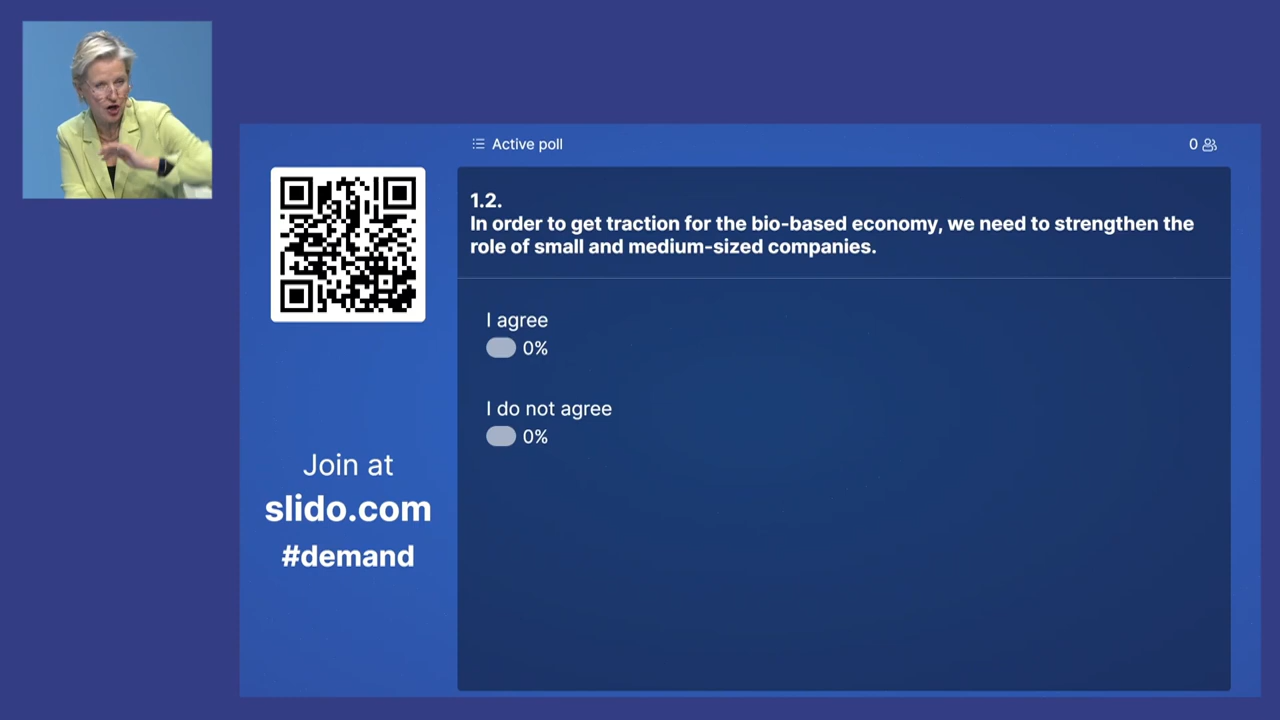 Active poll
0
1.2.
In order to get traction for the bio-based economy, we need to strengthen the
role of small and medium-sized companies.
I agree
0%
I do not agree
0%
Join at
slido.com
#demand